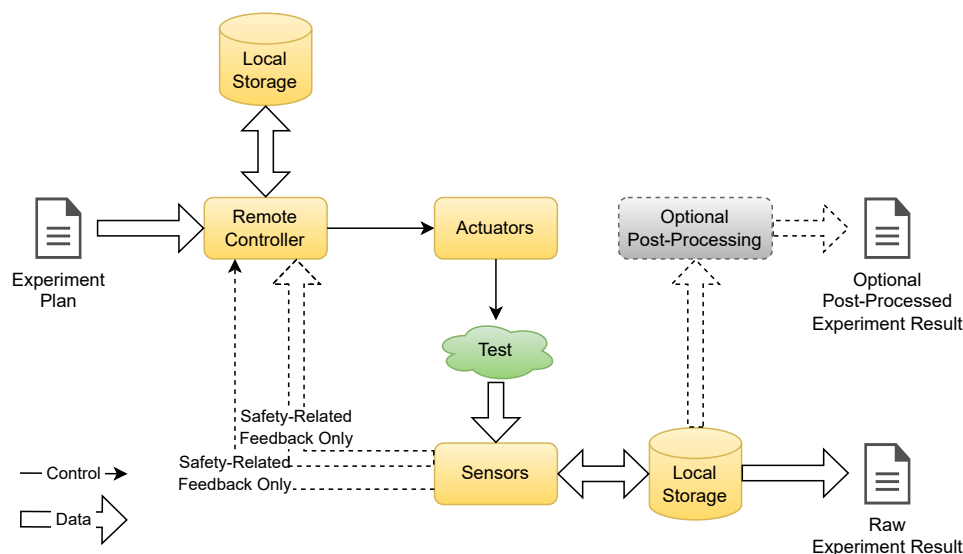 Local
Storage
Remote
Controller
Actuators
Optional
Post-Processing
Experiment
Plan
Optional
Post-Processed
Experiment Result
Test
Safety-Related
Feedback Only
Safety-Related
Feedback Only
Sensors
Local
Storage
Control
Data
Raw
Experiment Result